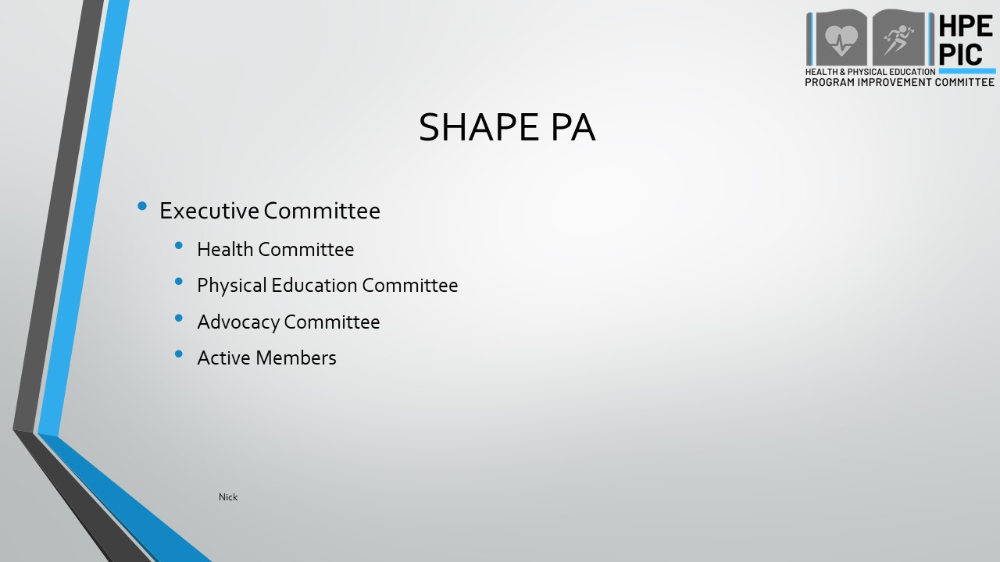 HPE
PIC
HEALTH & PHYSICAL EDUCATION
PROGRAM IMPROVEMENT COMMITTEE
SHAPE PA
Executive Committee
Health Committee
Physical Education Committee
Advocacy Committee
Active Members
Nick